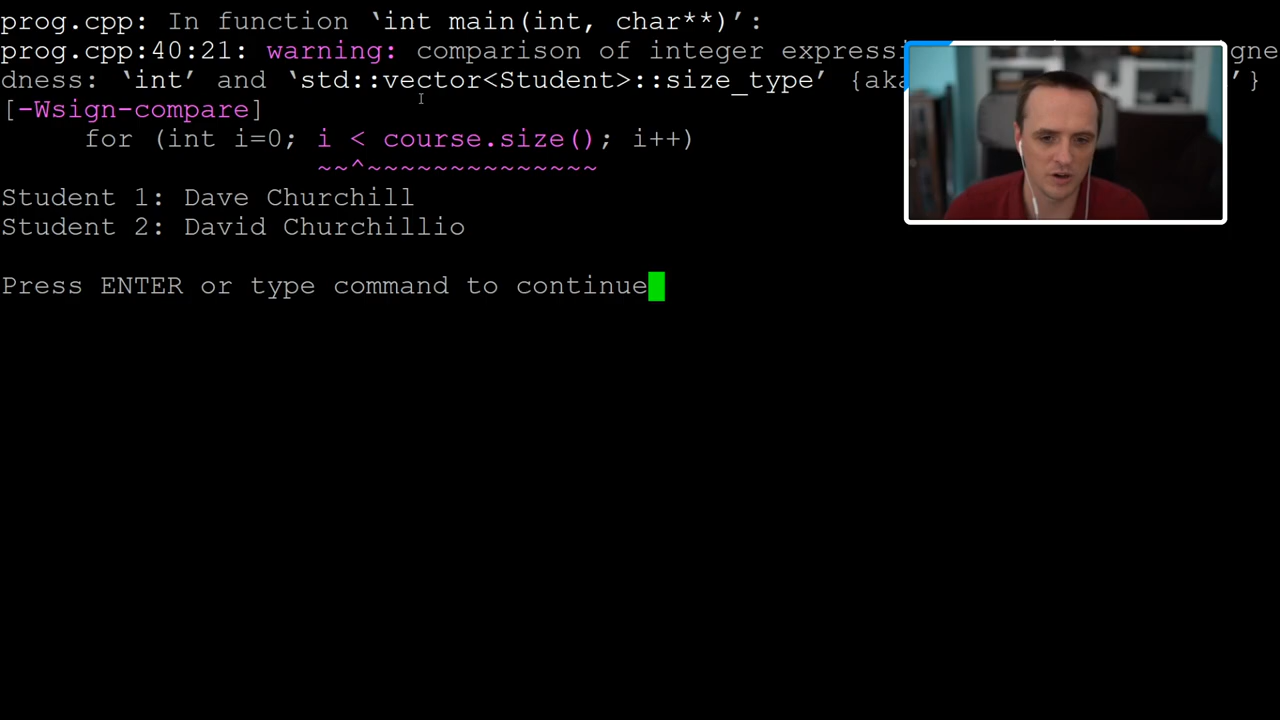 prog.cpp: In function ‘int main(int, char**)’:
prog.cpp:40:21: warning: comparison of integer
dness: ‘int’ and ‘std::vector<Student>::size_type’ {aka ’}
[-Wsign-compare]
for (int i=0; i < course.size(); i++)
~~^~~~~~~~~~~~~~~
Student 1: Dave Churchill
Student 2: David Churchillio
Press ENTER or type command to continue